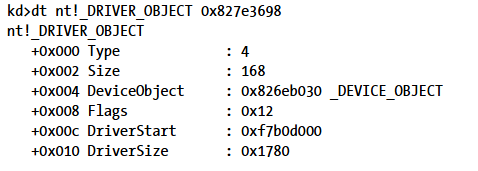 kd>dt nt!_DRIVER_OBJECT 0x827e3698
nt!_DRIVER_OBJECT
+0x000 Type : 4
+0x002 Size : 168
+0x004 DeviceObject : 0x826eb030 _DEVICE_OBJECT
+0x008 Flags : 0x12
+0x00c DriverStart : 0xf7b0d000
+0x010 DriverSize : 0x1780